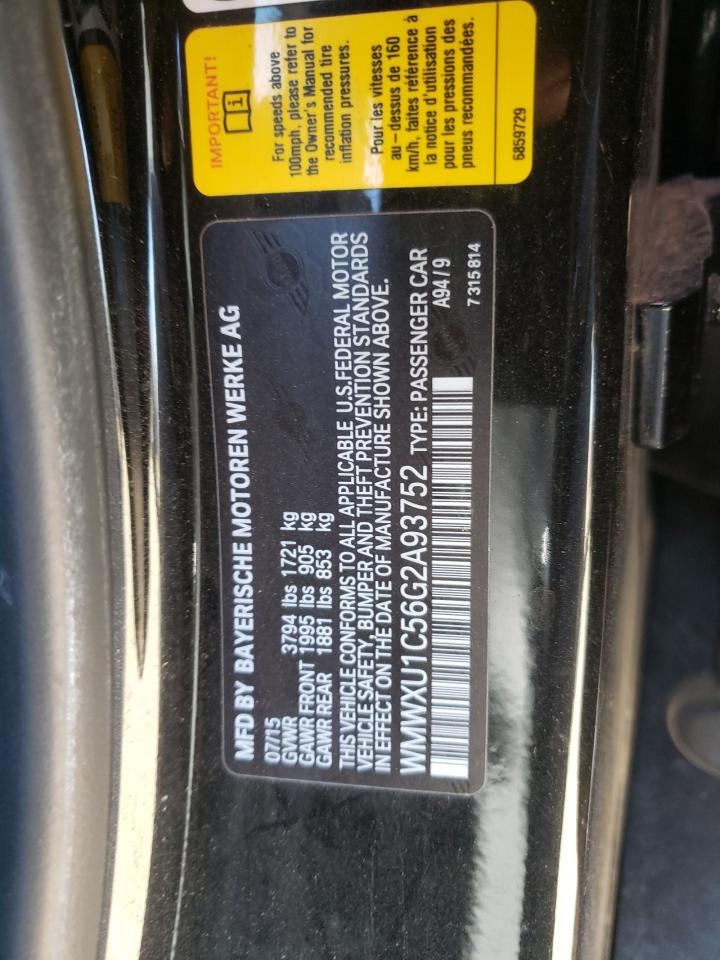 MFD BY BAYERISCHE MOTOREN WERKE AG
07/15
GVWR 3794 lbs 1721 kg
GAWR FRONT 1995 lbs 905 kg
GAWR REAR 1881 lbs 853 kg
THIS VEHICLE CONFORMS TO ALL APPLICABLE U.S.FEDERAL MOTOR
VEHICLE SAFETY, BUMPER AND THEFT PREVENTION STANDARDS
IN EFFECT ON THE DATE OF MANUFACTURE SHOWN ABOVE.
WMWXU1C56G2A93752 TYPE: PASSENGER CAR
A94/9
7 315 814
IMPORTANT!
For speeds above
100mph, please refer to
the Owner's Manual for
recommended tire
inflation pressures.
Pour les vitesses
au-dessus de 160
km/h, faites référence à
la notice d'utilisation
pour les pressions des
pneus recommandées.
6859729